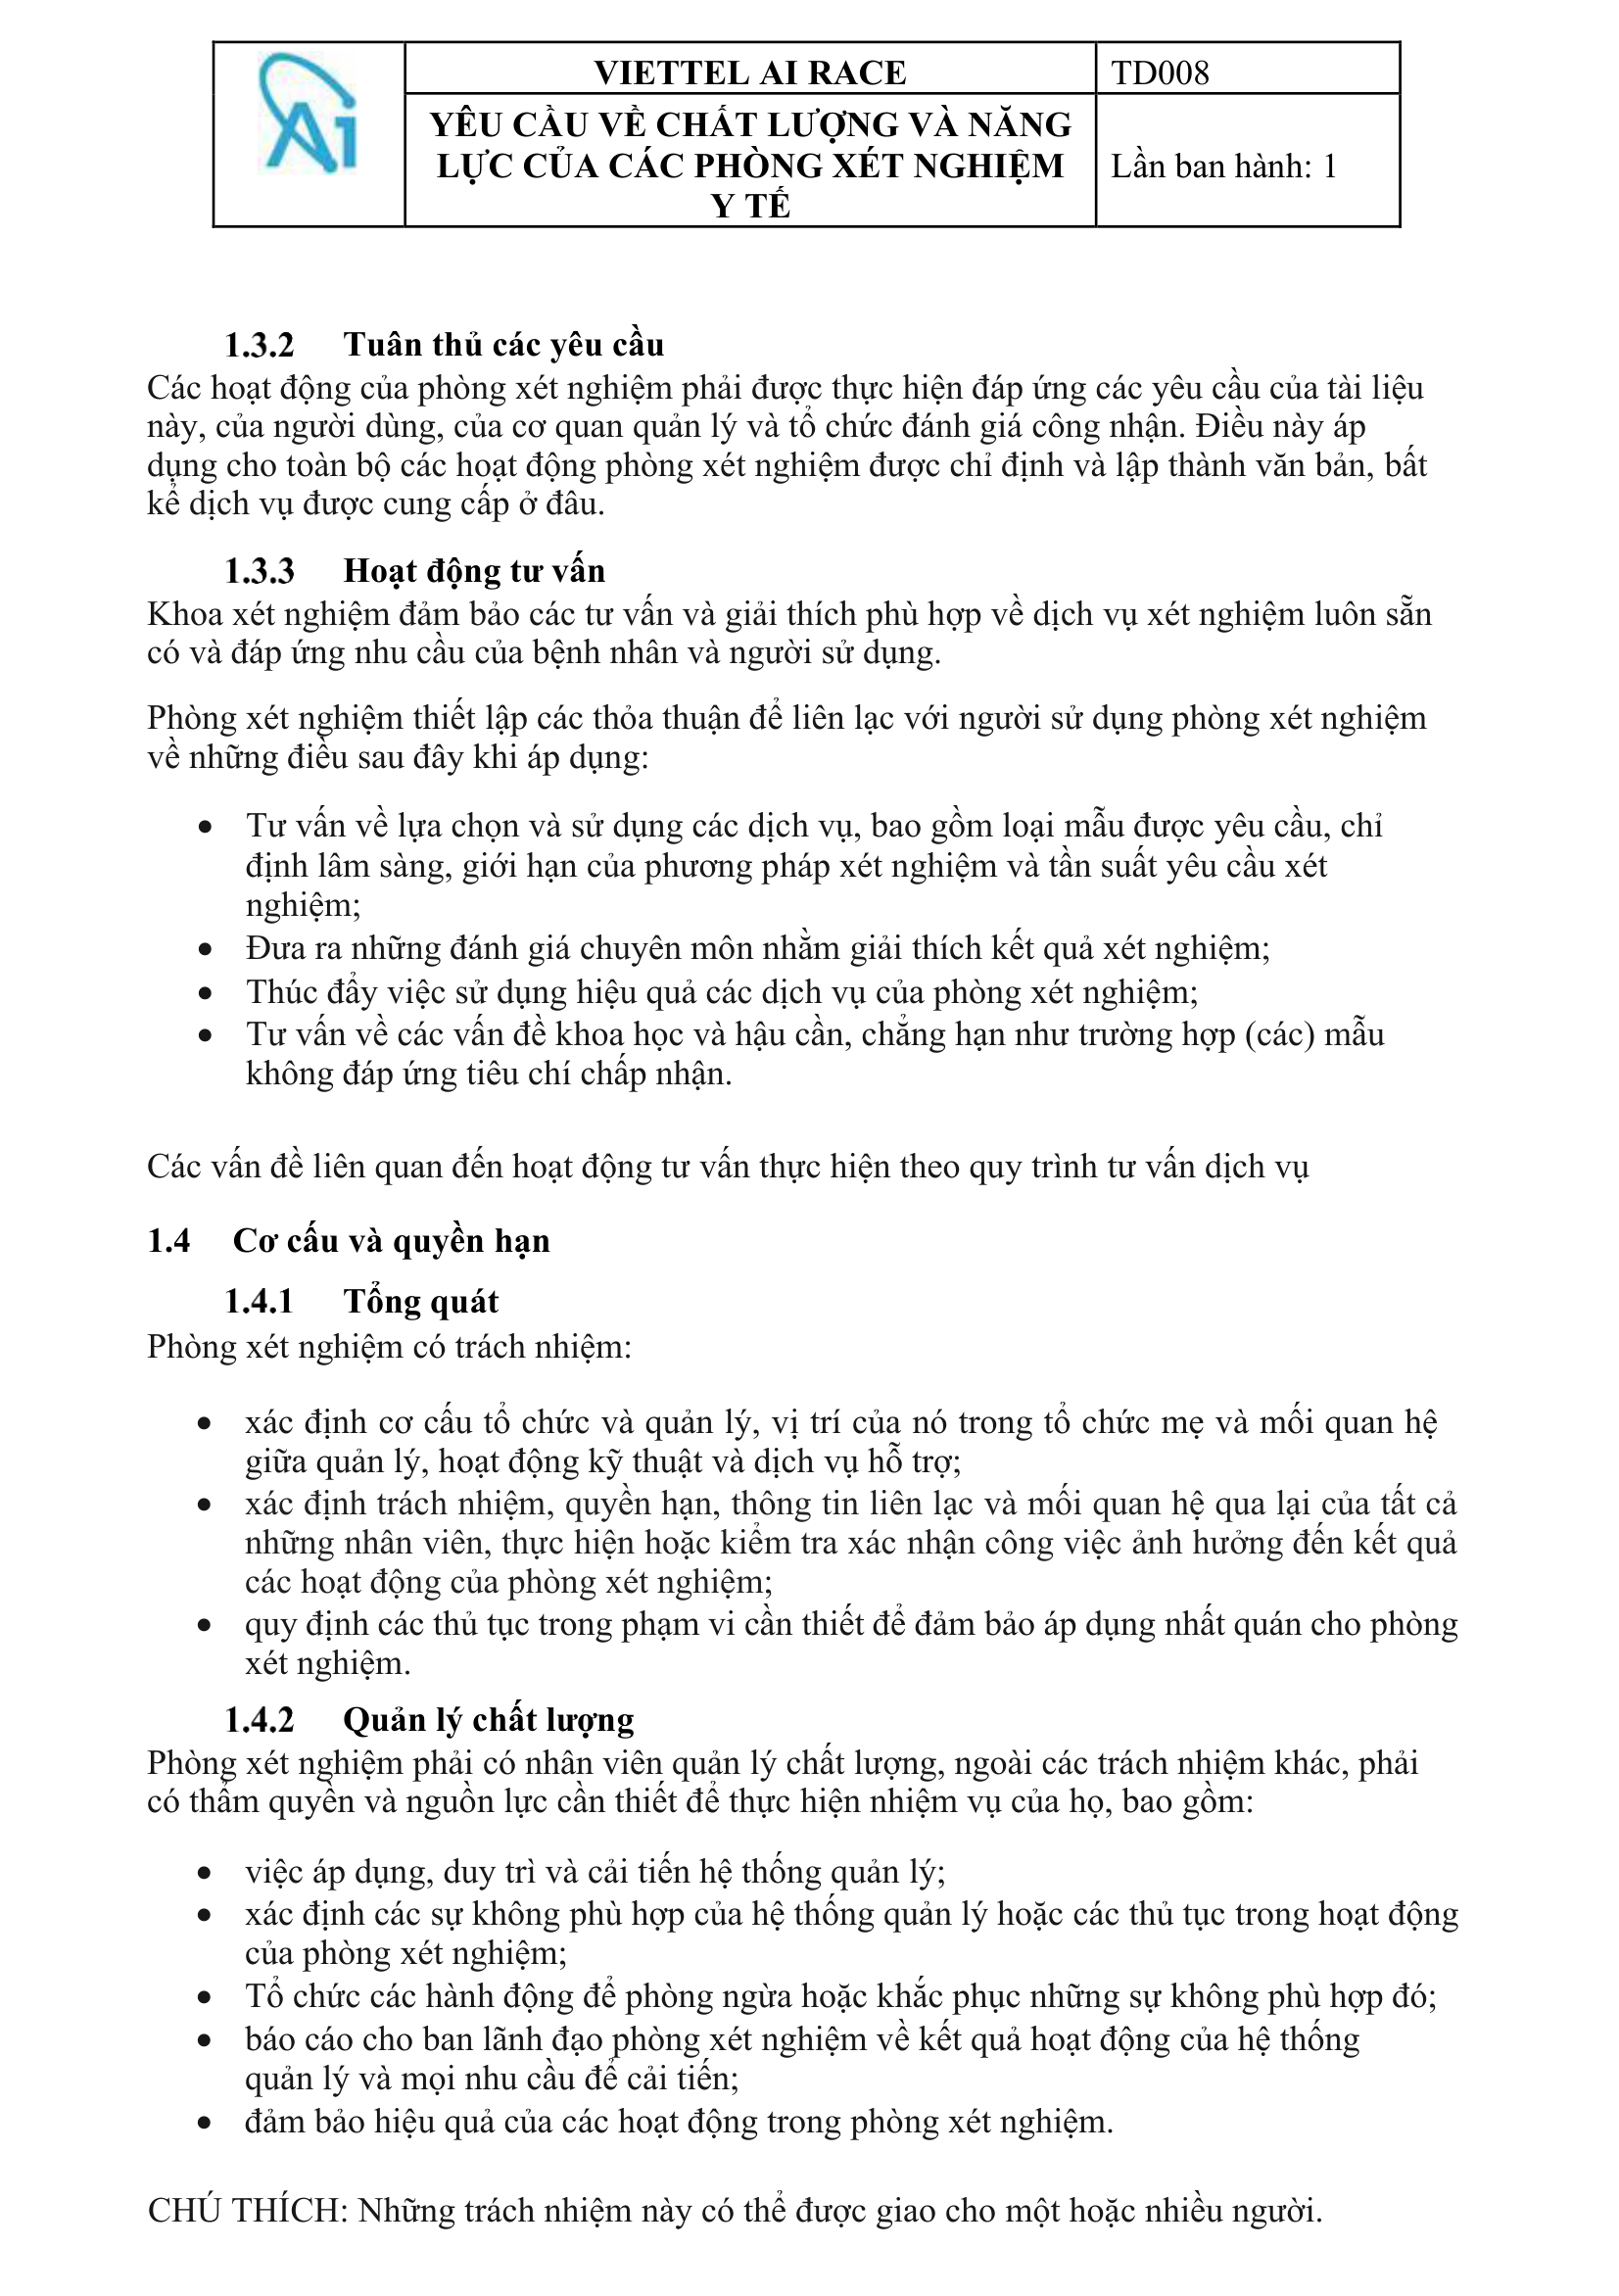 Ai
VIETTEL AI RACE
TD008
YÊU CẦU VỀ CHẤT LƯỢNG VÀ NĂNG
LỰC CỦA CÁC PHÒNG XÉT NGHIỆM
Y TẾ
Lần ban hành: 1
1.3.2 Tuân thủ các yêu cầu
Các hoạt động của phòng xét nghiệm phải được thực hiện đáp ứng các yêu cầu của tài liệu
này, của người dùng, của cơ quan quản lý và tổ chức đánh giá công nhận. Điều này áp
dụng cho toàn bộ các hoạt động phòng xét nghiệm được chỉ định và lập thành văn bản, bất
kể dịch vụ được cung cấp ở đâu.
1.3.3 Hoạt động tư vấn
Khoa xét nghiệm đảm bảo các tư vấn và giải thích phù hợp về dịch vụ xét nghiệm luôn sẵn
có và đáp ứng nhu cầu của bệnh nhân và người sử dụng.
Phòng xét nghiệm thiết lập các thỏa thuận để liên lạc với người sử dụng phòng xét nghiệm
về những điều sau đây khi áp dụng:
• Tư vấn về lựa chọn và sử dụng các dịch vụ, bao gồm loại mẫu được yêu cầu, chỉ
định lâm sàng, giới hạn của phương pháp xét nghiệm và tần suất yêu cầu xét
nghiệm;
• Đưa ra những đánh giá chuyên môn nhằm giải thích kết quả xét nghiệm;
• Thúc đẩy việc sử dụng hiệu quả các dịch vụ của phòng xét nghiệm;
• Tư vấn về các vấn đề khoa học và hậu cần, chẳng hạn như trường hợp (các) mẫu
không đáp ứng tiêu chí chấp nhận.
Các vấn đề liên quan đến hoạt động tư vấn thực hiện theo quy trình tư vấn dịch vụ
1.4 Cơ cấu và quyền hạn
1.4.1 Tổng quát
Phòng xét nghiệm có trách nhiệm:
• xác định cơ cấu tổ chức và quản lý, vị trí của nó trong tổ chức mẹ và mối quan hệ
giữa quản lý, hoạt động kỹ thuật và dịch vụ hỗ trợ;
• xác định trách nhiệm, quyền hạn, thông tin liên lạc và mối quan hệ qua lại của tất cả
những nhân viên, thực hiện hoặc kiểm tra xác nhận công việc ảnh hưởng đến kết quả
các hoạt động của phòng xét nghiệm;
• quy định các thủ tục trong phạm vi cần thiết để đảm bảo áp dụng nhất quán cho phòng
xét nghiệm.
1.4.2 Quản lý chất lượng
Phòng xét nghiệm phải có nhân viên quản lý chất lượng, ngoài các trách nhiệm khác, phải
có thẩm quyền và nguồn lực cần thiết để thực hiện nhiệm vụ của họ, bao gồm:
• việc áp dụng, duy trì và cải tiến hệ thống quản lý;
• xác định các sự không phù hợp của hệ thống quản lý hoặc các thủ tục trong hoạt động
của phòng xét nghiệm;
• Tổ chức các hành động để phòng ngừa hoặc khắc phục những sự không phù hợp đó;
• báo cáo cho ban lãnh đạo phòng xét nghiệm về kết quả hoạt động của hệ thống
quản lý và mọi nhu cầu để cải tiến;
• đảm bảo hiệu quả của các hoạt động trong phòng xét nghiệm.
CHÚ THÍCH: Những trách nhiệm này có thể được giao cho một hoặc nhiều người.